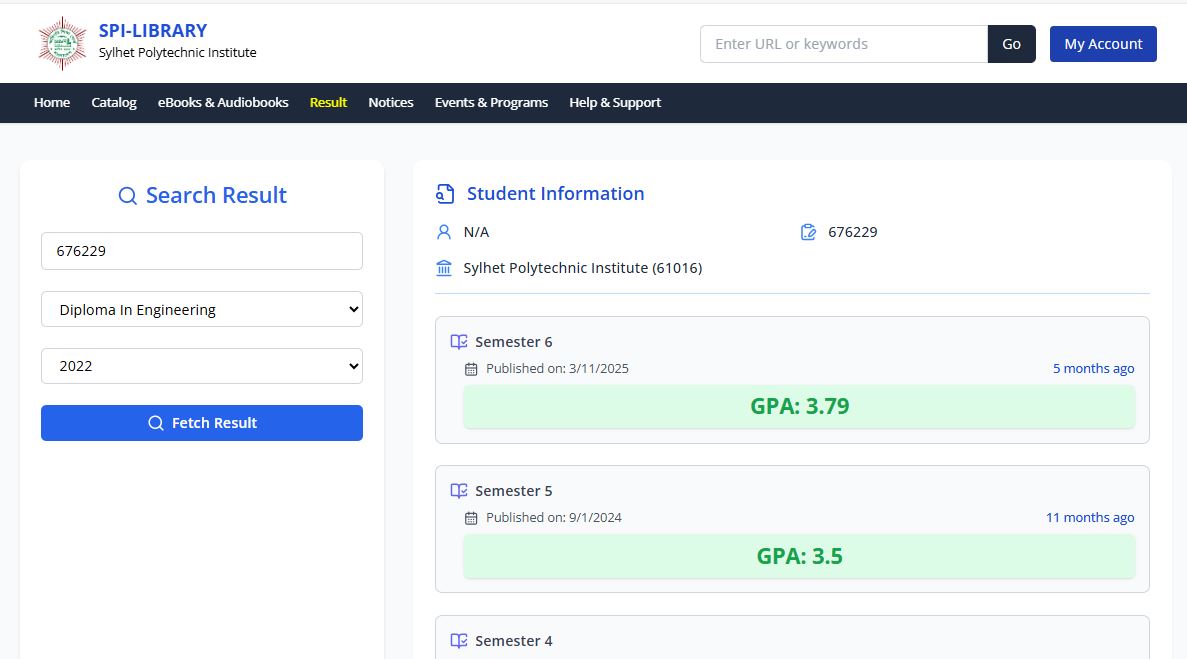 SPI-LIBRARY
Sylhet Polytechnic Institute
Enter URL or keywords
Go
My Account
Home Catalog eBooks & Audiobooks Result Notices Events & Programs Help & Support
Search Result
676229
Diploma In Engineering
2022
Fetch Result
Student Information
N/A
676229
Sylhet Polytechnic Institute (61016)
Semester 6
Published on: 3/11/2025
5 months ago
GPA: 3.79
Semester 5
Published on: 9/1/2024
11 months ago
GPA: 3.5
Semester 4